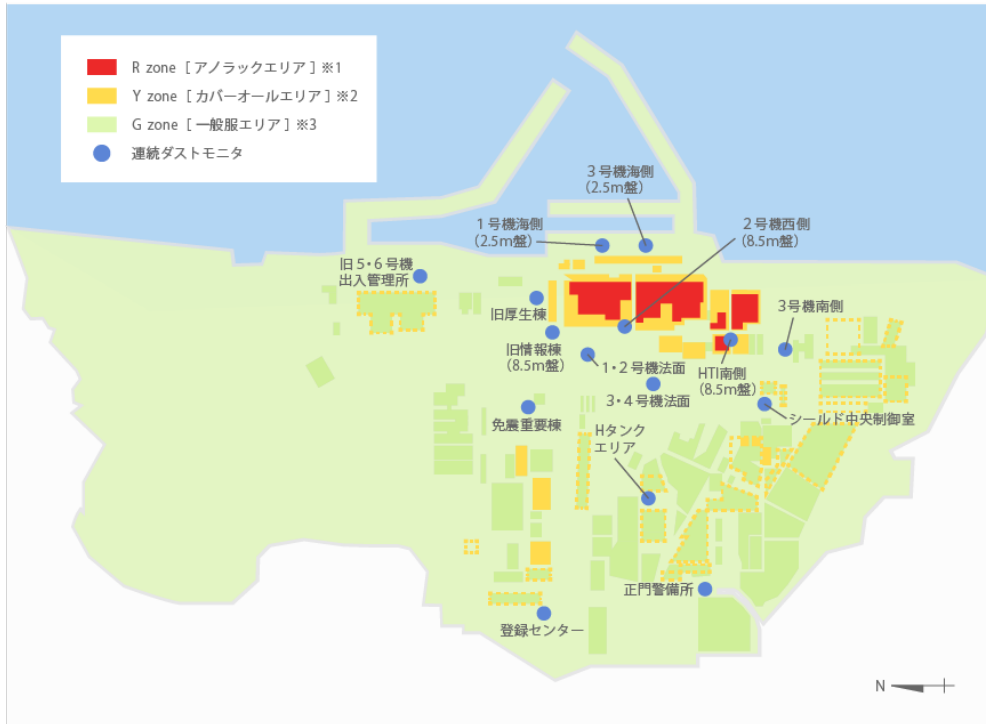 R zone [ アノラックエリア ] ※1
Y zone [ カバーオールエリア ] ※2
G zone [ 一般服エリア ] ※3
連続ダストモニタ
3号機海側
(2.5m盤)
1号機海側
(2.5m盤)
2号機西側
(8.5m盤)
旧5・6号機
出入管理所
旧厚生棟
3号機南側
旧情報棟
(8.5m盤)
1・2号機法面
HTI南側
(8.5m盤)
3・4号機法面
シールド中央制御室
免震重要棟
Hタンク
エリア
正門警備所
登録センター
N